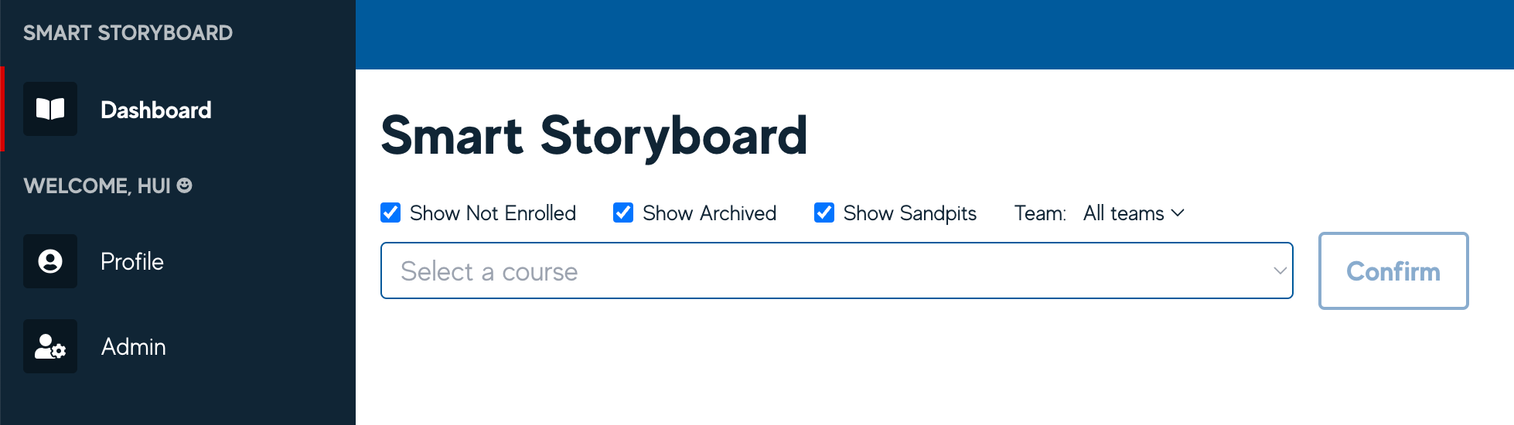 SMART STORYBOARD
Dashboard
WELCOME, HUI
Profile
Admin
Smart Storyboard
Show Not Enrolled Show Archived Show Sandpits Team: All teams
Select a course Confirm